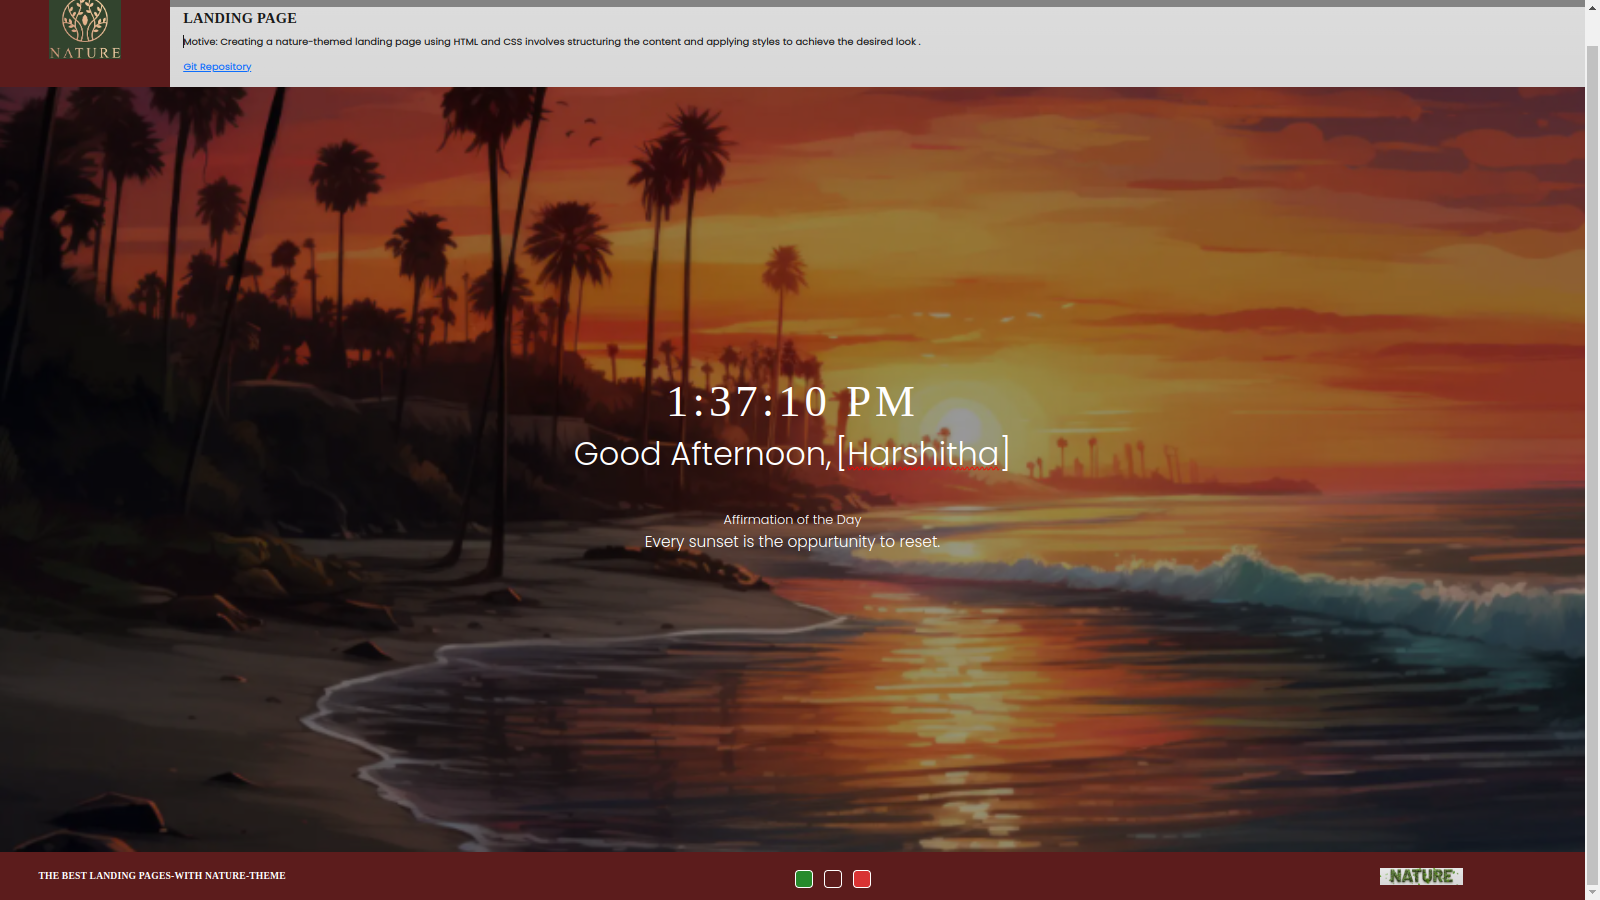 NATURE
LANDING PAGE
Motive: Creating a nature-themed landing page using HTML and CSS involves structuring the content and applying styles to achieve the desired look .
Git Repository
1:37:10 PM
Good Afternoon, [Harshitha]
Affirmation of the Day
Every sunset is the oppurtunity to reset.
THE BEST LANDING PAGES-WITH NATURE-THEME
NATURE